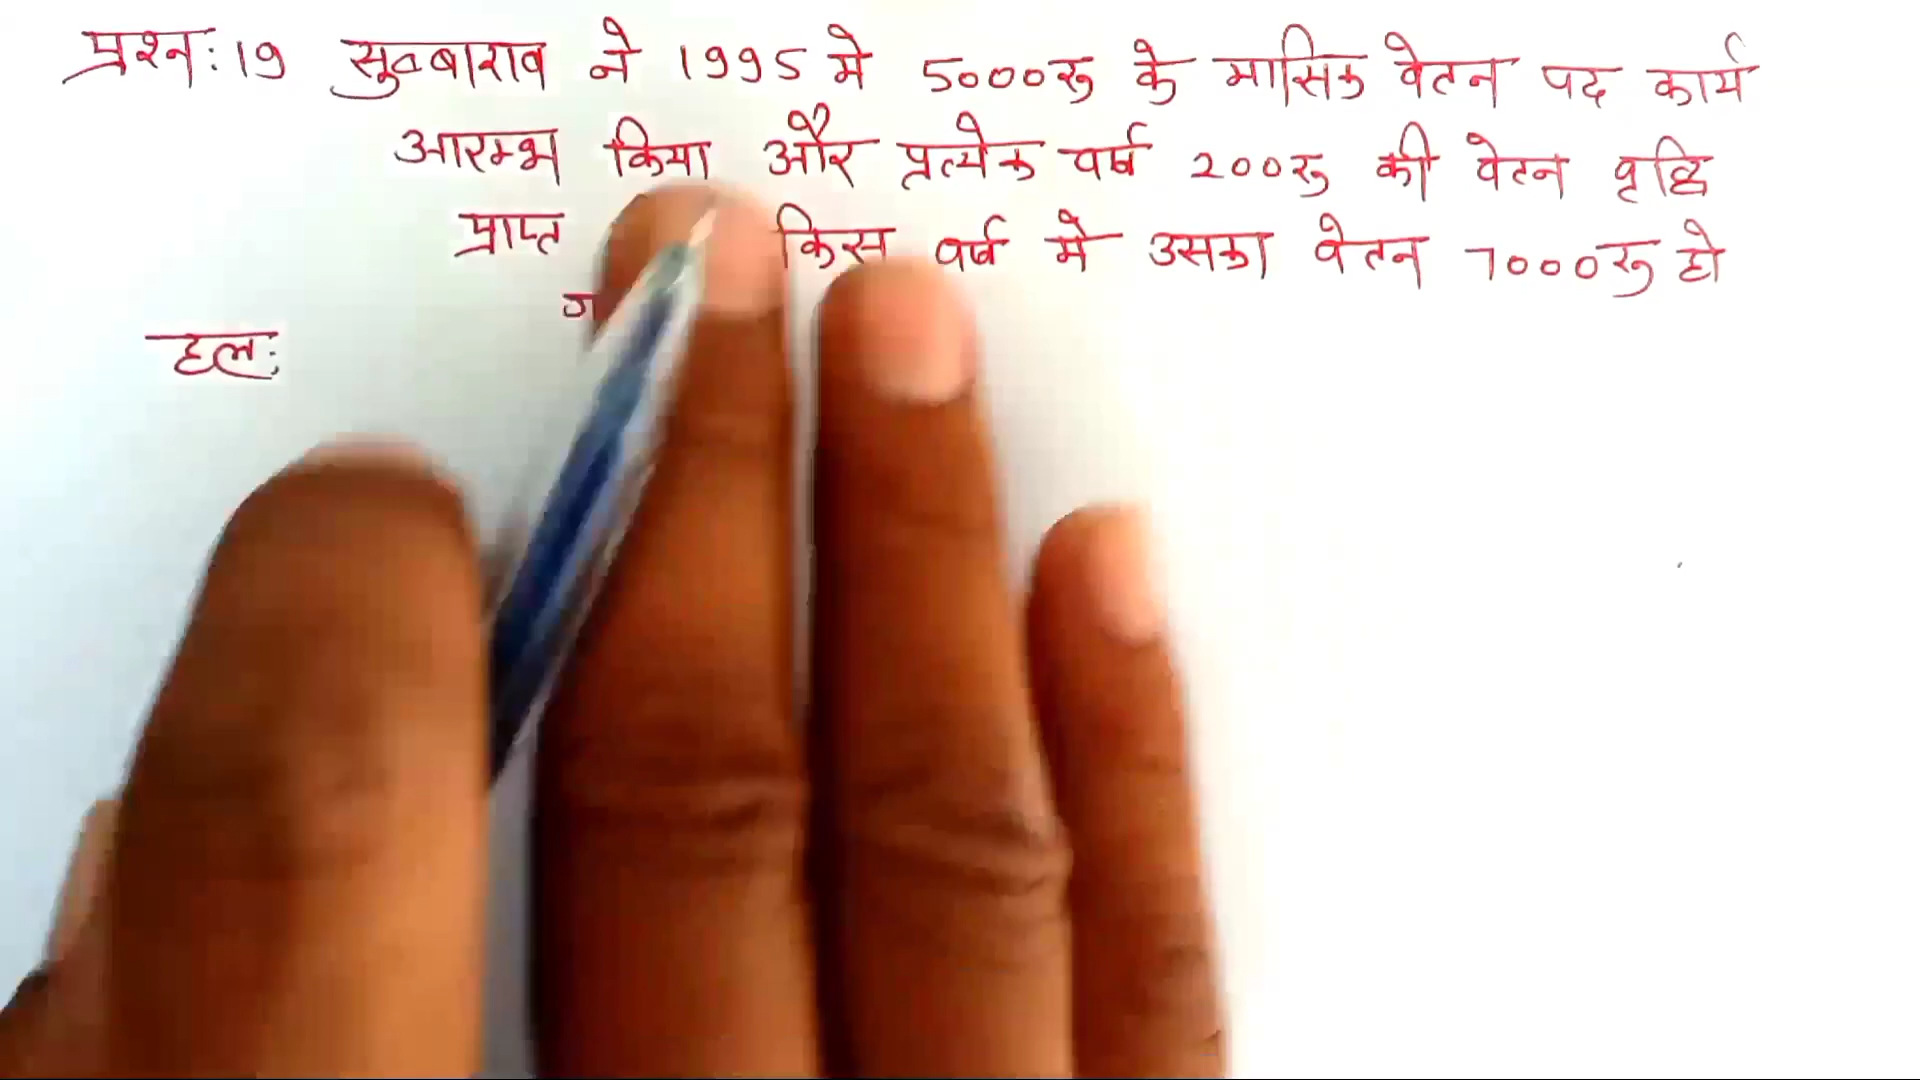 प्रश्न:19 सूब्बाराव ने 1995 मे 5000रु के मासिक वेतन पद कार्य
आरम्भ किया और प्रत्येक वर्ष 200रु की वेतन वृद्धि
प्राप्त किस वर्ष मे उसका वेतन 7000रु हो
ग
हल: